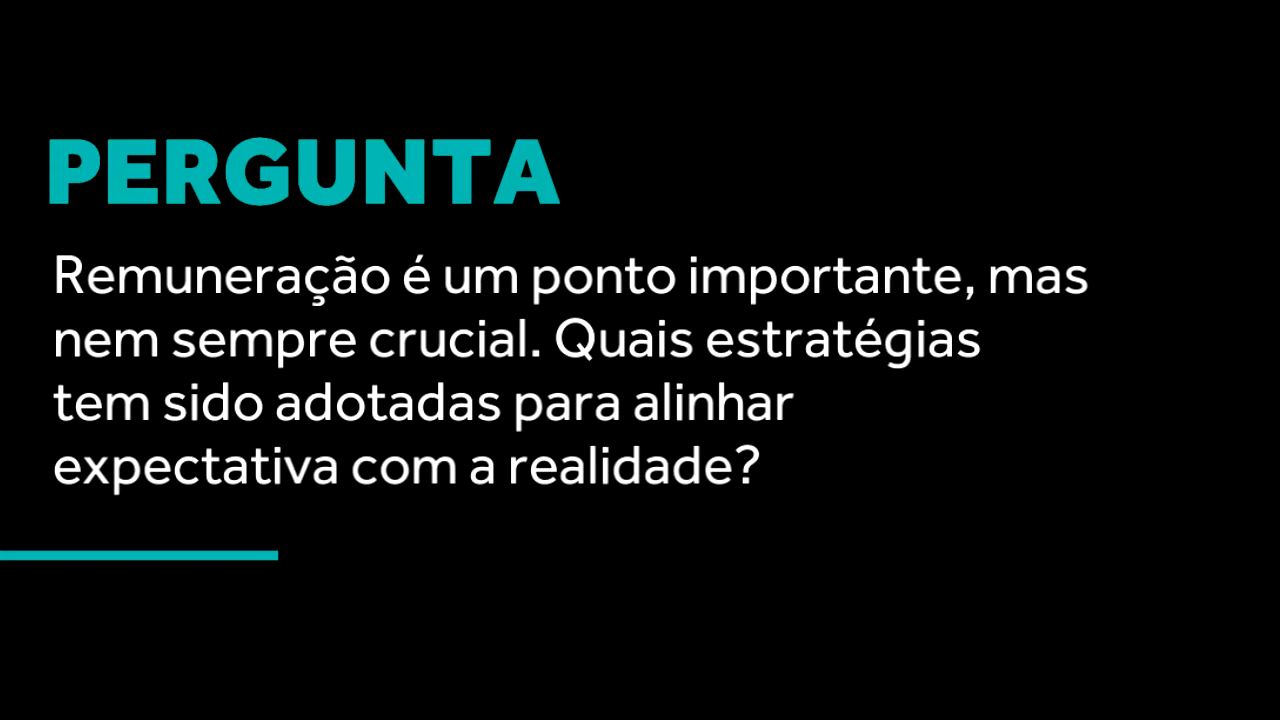 PERGUNTA
Remuneração é um ponto importante, mas
nem sempre crucial. Quais estratégias
tem sido adotadas para alinhar
expectativa com a realidade?